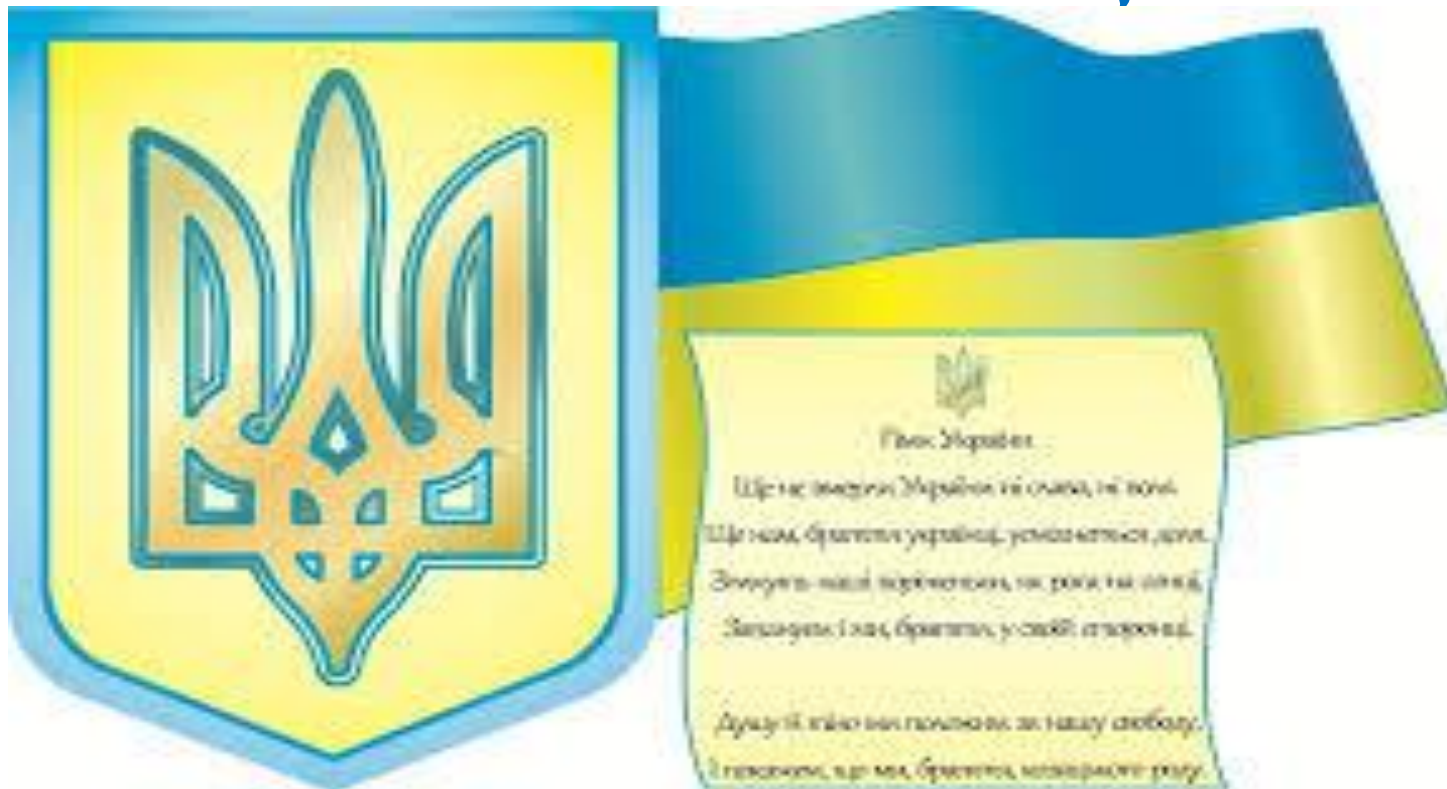 Гімн України
Ще не вмерли України ні слава, ні воля.
Ще нам, браття українці, усміхнеться доля.
Згинуть наші воріженьки, як роса на сонці,
Запануєм і ми, браття, у своїй сторонці.
Душу й тіло ми положим за нашу свободу.
І покажем, що ми, браття, козацького роду.